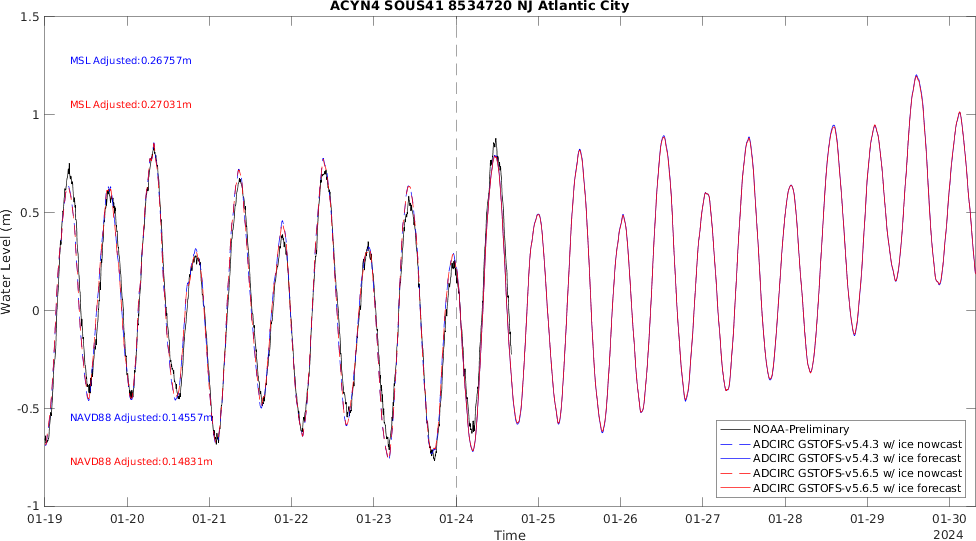 ACYN4 SOUS41 8534720 NJ Atlantic City
1.5
1
0.5
0
-0.5
-1
Water Level (m)
MSL Adjusted:0.26757m
MSL Adjusted:0.27031m
NAVD88 Adjusted:0.14557m
NAVD88 Adjusted:0.14831m
NOAA-Preliminary
ADCIRC GSTOFS-v5.4.3 w/ ice nowcast
ADCIRC GSTOFS-v5.4.3 w/ ice forecast
ADCIRC GSTOFS-v5.6.5 w/ ice nowcast
ADCIRC GSTOFS-v5.6.5 w/ ice forecast
01-19 01-20 01-21 01-22 01-23 01-24 01-25 01-26 01-27 01-28 01-29 01-30
Time
2024